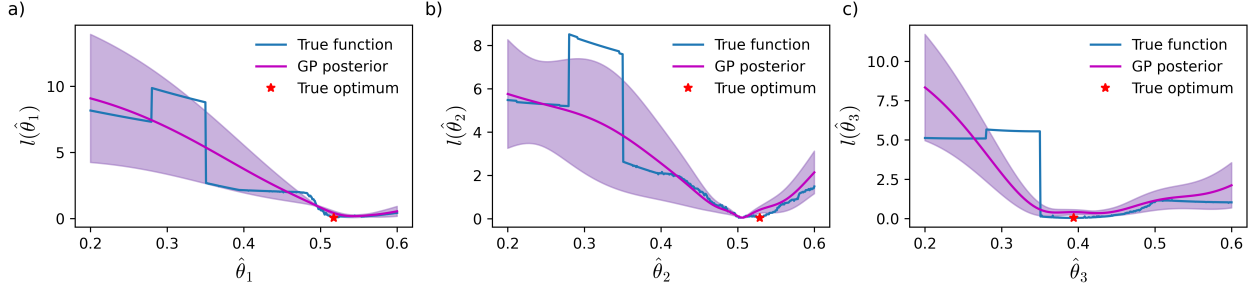 a)
10
5
0
0.2 0.3 0.4 0.5 0.6
l(θ̂₁)
θ̂₁
True function
GP posterior
True optimum
b)
8
6
4
2
0
0.2 0.3 0.4 0.5 0.6
l(θ̂₂)
θ̂₂
True function
GP posterior
True optimum
c)
10.0
7.5
5.0
2.5
0.0
0.2 0.3 0.4 0.5 0.6
l(θ̂₃)
θ̂₃
True function
GP posterior
True optimum